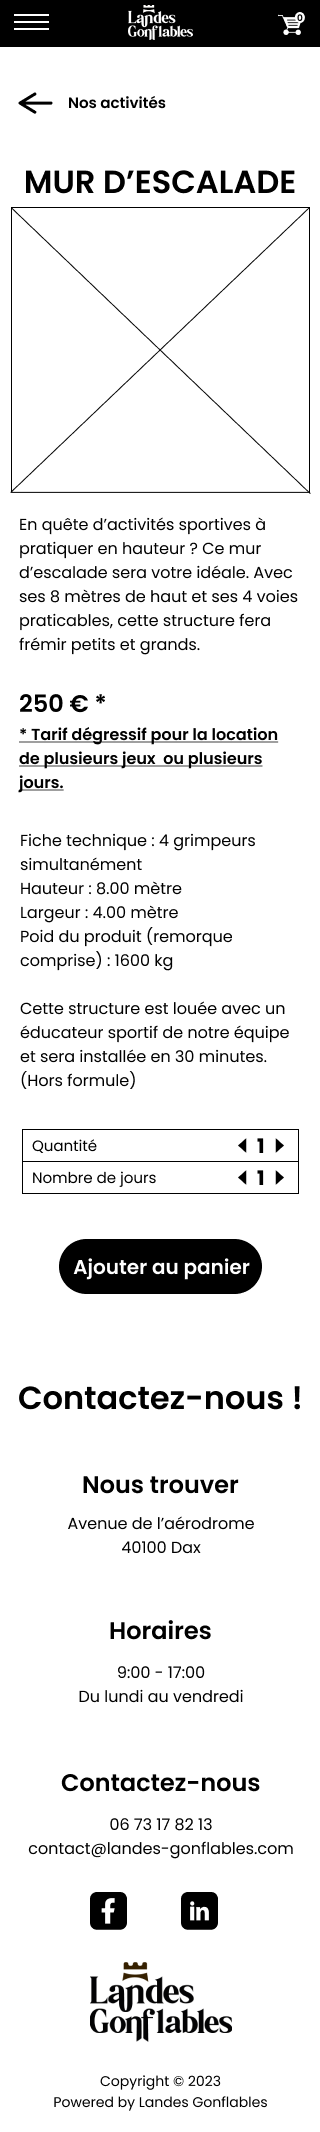 Landes
Gonflables
0
Nos activités
MUR D’ESCALADE
En quête d’activités sportives à
pratiquer en hauteur ? Ce mur
d’escalade sera votre idéale. Avec
ses 8 mètres de haut et ses 4 voies
praticables, cette structure fera
frémir petits et grands.
250 € *
* Tarif dégressif pour la location
de plusieurs jeux  ou plusieurs
jours.
Fiche technique : 4 grimpeurs
simultanément
Hauteur : 8.00 mètre
Largeur : 4.00 mètre
Poid du produit (remorque
comprise) : 1600 kg
Cette structure est louée avec un
éducateur sportif de notre équipe
et sera installée en 30 minutes.
(Hors formule)
Quantité 1
Nombre de jours 1
Ajouter au panier
Contactez-nous !
Nous trouver
Avenue de l’aérodrome
40100 Dax
Horaires
9:00 - 17:00
Du lundi au vendredi
Contactez-nous
06 73 17 82 13
contact@landes-gonflables.com
f in
Landes
Gonflables
Copyright © 2023
Powered by Landes Gonflables